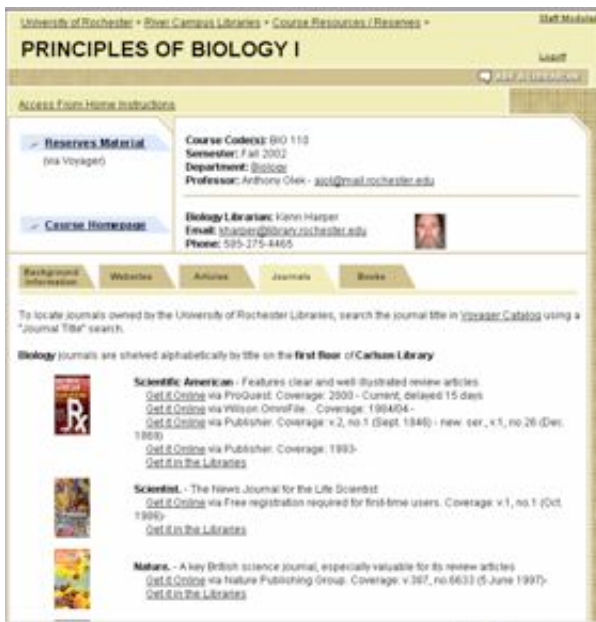 University of Rochester • River Campus Libraries • Course Resources / Reserves •
Staff Modules
PRINCIPLES OF BIOLOGY I
Logoff
ASK A LIBRARIAN
Access From Home Instructions
Reserves Material
(via Voyager)
Course Homepage
Course Code(s): BIO 110
Semester: Fall 2002
Department: Biology
Professor: Anthony Olek - aiol@mail.rochester.edu
Biology Librarian: Kenn Harper
Email: kharper@library.rochester.edu
Phone: 585-275-4465
Background Information
Websites
Articles
Journals
Books
To locate journals owned by the University of Rochester Libraries, search the journal title in Voyager Catalog using a
"Journal Title" search.
Biology journals are shelved alphabetically by title on the first floor of Carlson Library
Scientific American - Features clear and well illustrated review articles
Get it Online via ProQuest. Coverage: 2000 - Current, delayed 15 days
Get it Online via Wilson OmniFile . Coverage: 1984/04 -
Get it Online via Publisher. Coverage: v.2, no.1 (Sept. 1846) - new. ser., v.1, no 26 (Dec.
1869)
Get it Online via Publisher. Coverage: 1993-
Get it in the Libraries
Scientist. - The News Journal for the Life Scientist
Get it Online via Free registration required for first-time users. Coverage: v.1, no.1 (Oct.
1986)-
Get it in the Libraries
Nature. - A key British science journal, especially valuable for its review articles
Get it Online via Nature Publishing Group. Coverage: v.387, no.6633 (5 June 1997)-
Get it in the Libraries